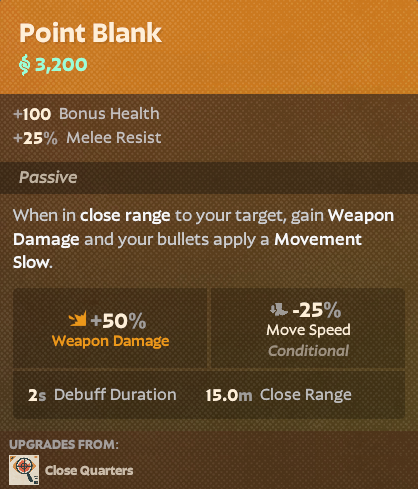 Point Blank
3,200
+100 Bonus Health
+25% Melee Resist
Passive
When in close range to your target, gain Weapon
Damage and your bullets apply a Movement
Slow.
+50%
Weapon Damage
-25%
Move Speed
Conditional
2s Debuff Duration
15.0m Close Range
UPGRADES FROM:
Close Quarters